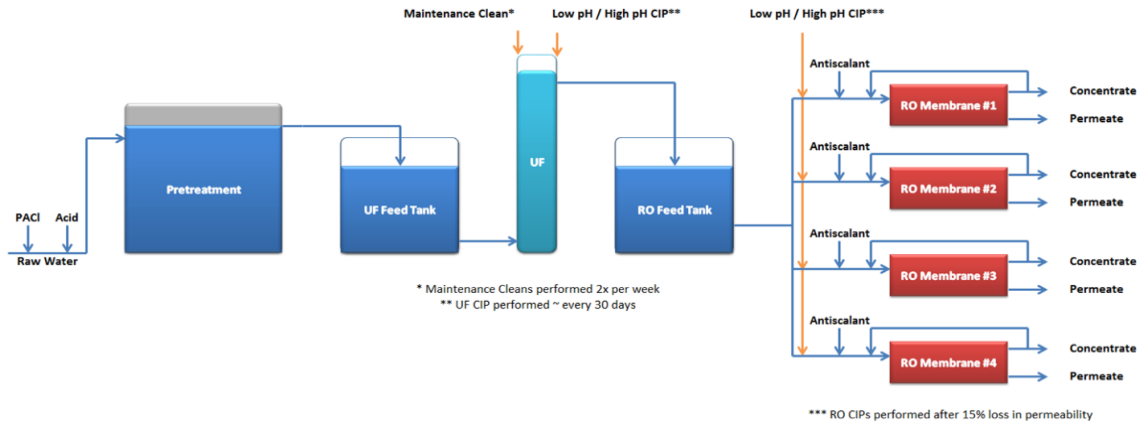 Maintenance Clean*
Low pH / High pH CIP**
Low pH / High pH CIP***
Antiscalant
RO Membrane #1
Concentrate
Permeate
Pretreatment
UF
Antiscalant
RO Membrane #2
Concentrate
Permeate
PACl
Acid
Raw Water
UF Feed Tank
RO Feed Tank
Antiscalant
RO Membrane #3
Concentrate
Permeate
* Maintenance Cleans performed 2x per week
** UF CIP performed ~ every 30 days
Antiscalant
RO Membrane #4
Concentrate
Permeate
*** RO CIPs performed after 15% loss in permeability